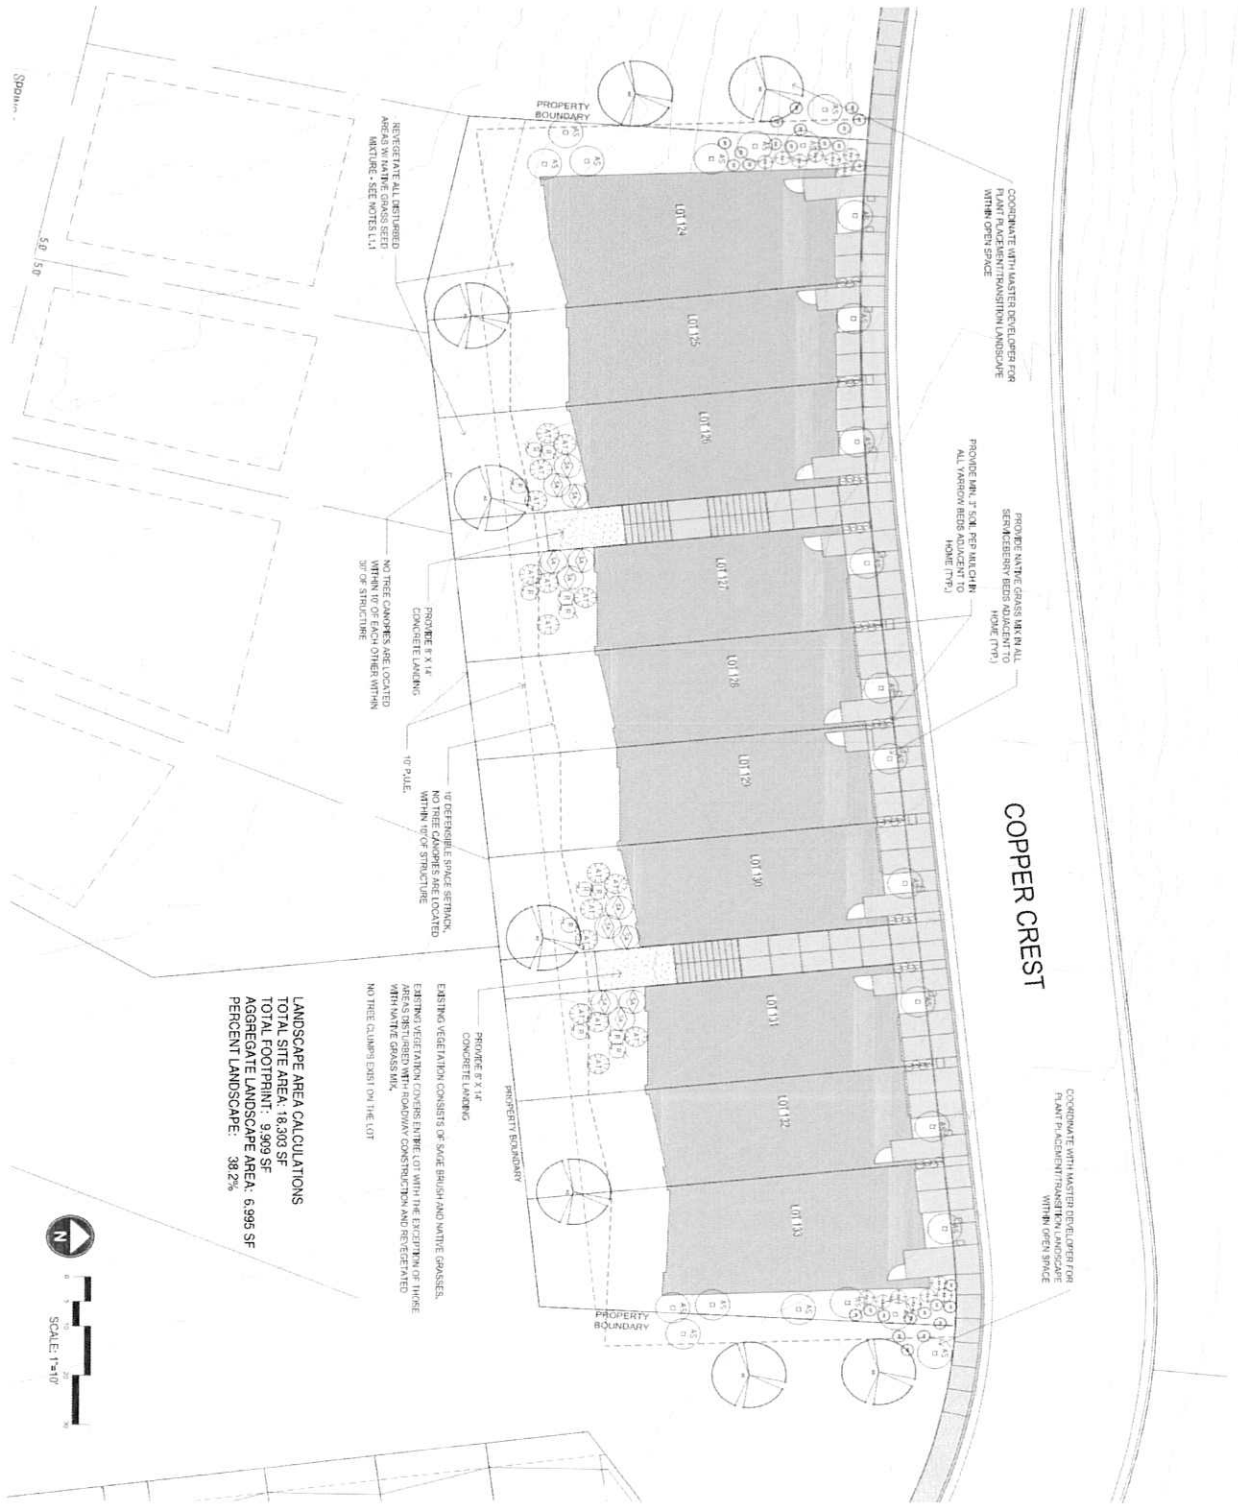 PROPERTY
BOUNDARY
COORDINATE WITH MASTER DEVELOPER FOR
PLANT PLACEMENT/TRANSITION LANDSCAPE
WITHIN OPEN SPACE
REVEGETATE ALL DISTURBED
AREAS W/ NATIVE GRASS SEED
MIXTURE - SEE NOTES L1.1
LOT 124
LOT 125
LOT 126
LOT 127
LOT 128
LOT 129
LOT 130
LOT 131
LOT 132
LOT 133
PROVIDE MIN. 3" SOIL PEP MULCH IN
ALL YARROW BEDS ADJACENT TO
HOME (TYP.)
PROVIDE NATIVE GRASS MIX IN ALL
SERVICEBERRY BEDS ADJACENT TO
HOME (TYP.)
COPPER CREST
COORDINATE WITH MASTER DEVELOPER FOR
PLANT PLACEMENT/TRANSITION LANDSCAPE
WITHIN OPEN SPACE
NO TREE CANOPIES ARE LOCATED
WITHIN 10' OF EACH OTHER WITHIN
30' OF STRUCTURE
PROVIDE 8' X 14'
CONCRETE LANDING
10' P.U.E.
10' DEFENSIBLE SPACE SETBACK,
NO TREE CANOPIES ARE LOCATED
WITHIN 10' OF STRUCTURE
PROVIDE 8' X 14'
CONCRETE LANDING
PROPERTY BOUNDARY
EXISTING VEGETATION CONSISTS OF SAGE BRUSH AND NATIVE GRASSES.
EXISTING VEGETATION COVERS ENTIRE LOT WITH THE EXCEPTION OF THOSE
AREAS DISTURBED WITH ROADWAY CONSTRUCTION AND REVEGETATED
WITH NATIVE GRASS MIX.
NO TREE CLUMPS EXIST ON THE LOT
PROPERTY
BOUNDARY
LANDSCAPE AREA CALCULATIONS
TOTAL SITE AREA: 18,303 SF
TOTAL FOOTPRINT: 9,909 SF
AGGREGATE LANDSCAPE AREA: 6,995 SF
PERCENT LANDSCAPE: 38.2%
N
SCALE: 1"=10'
5.0 5.0